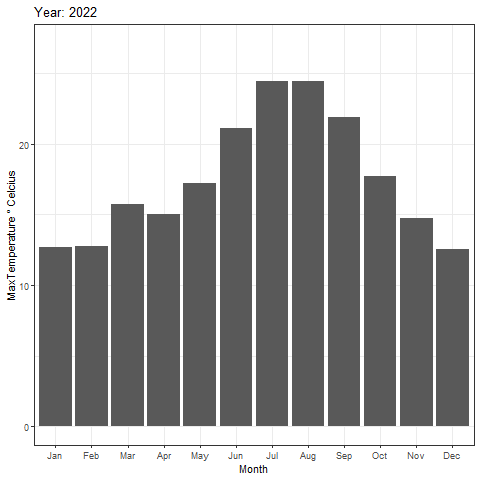 Year: 2022
MaxTemperature " Celcius
20
10
0
Jan Feb Mar Apr May Jun Jul Aug Sep Oct Nov Dec
Month